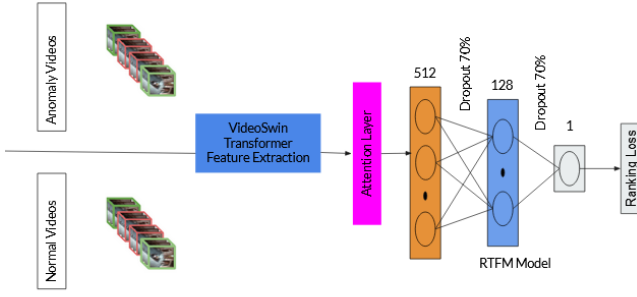 Anomaly Videos
Normal Videos
VideoSwin
Transformer
Feature Extraction
Attention Layer
512
Dropout 70%
128
Dropout 70%
1
RTFM Model
Ranking Loss